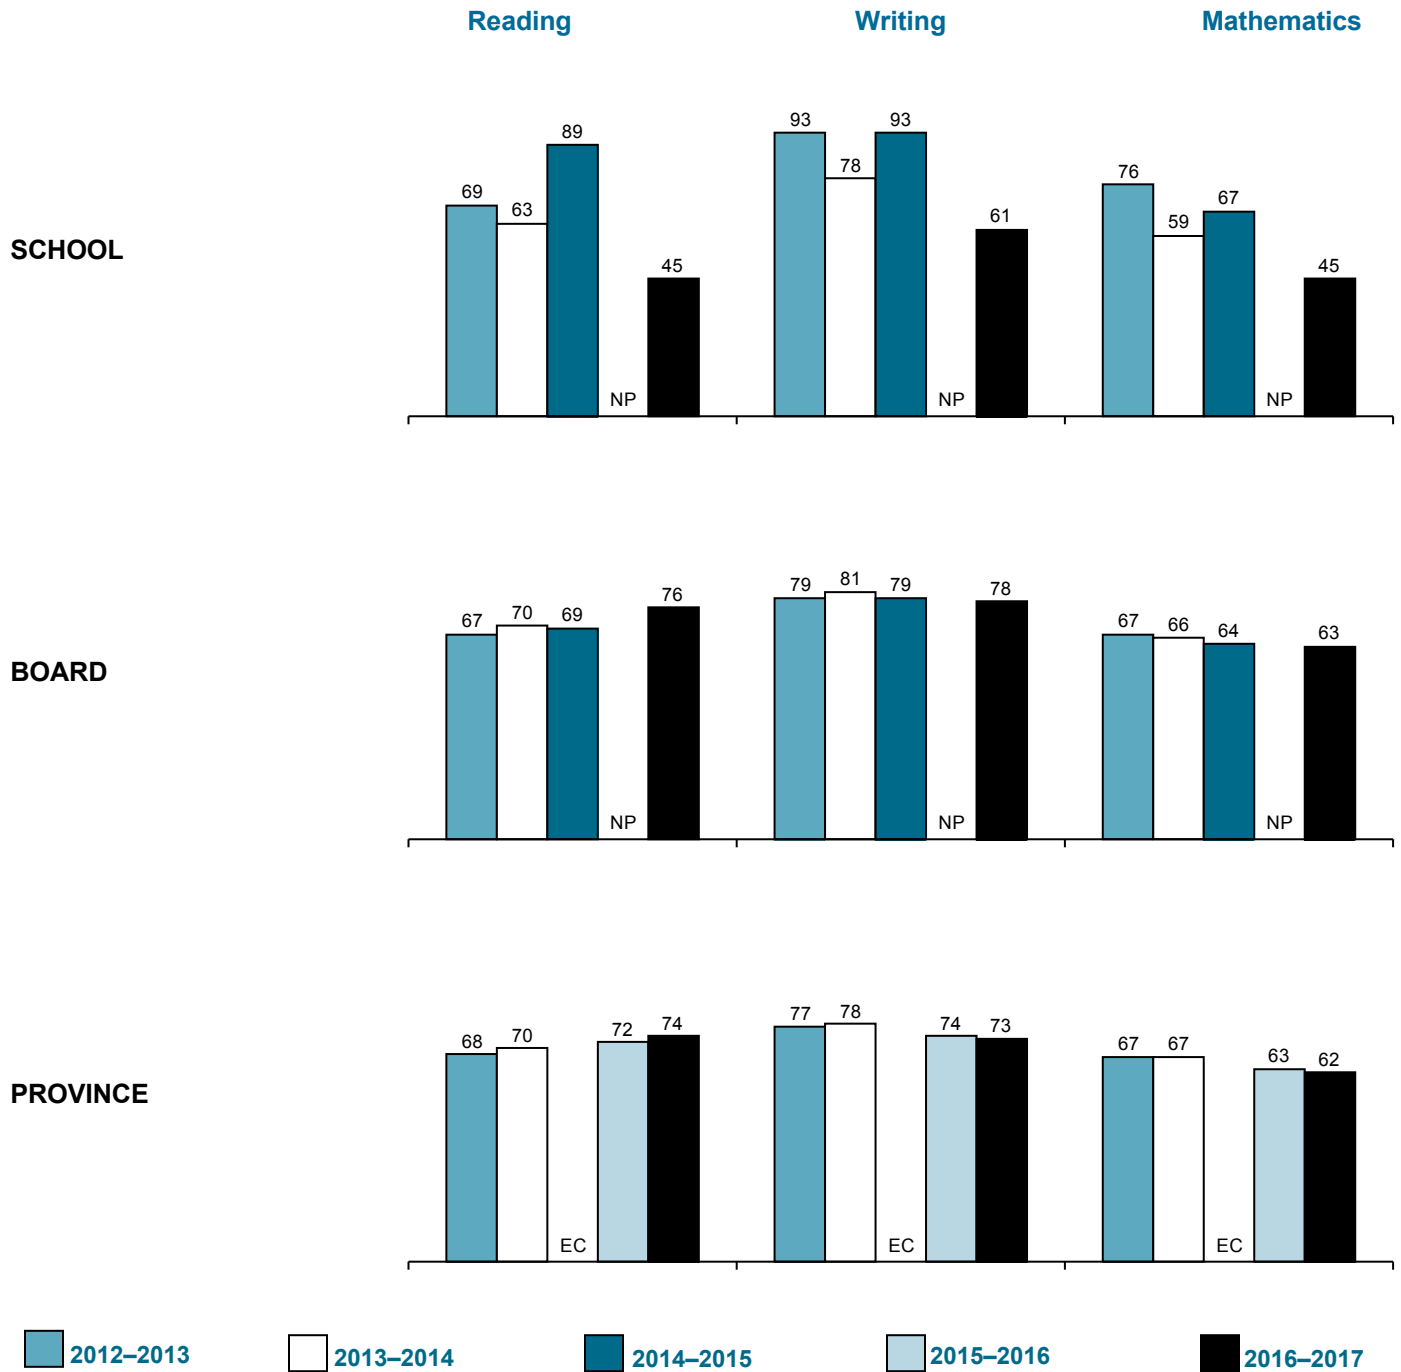 Reading Writing Mathematics
SCHOOL
69 63 89 NP 45
93 78 93 NP 61
76 59 67 NP 45
BOARD
67 70 69 NP 76
79 81 79 NP 78
67 66 64 NP 63
PROVINCE
68 70 EC 72 74
77 78 EC 74 73
67 67 EC 63 62
2012–2013 2013–2014 2014–2015 2015–2016 2016–2017